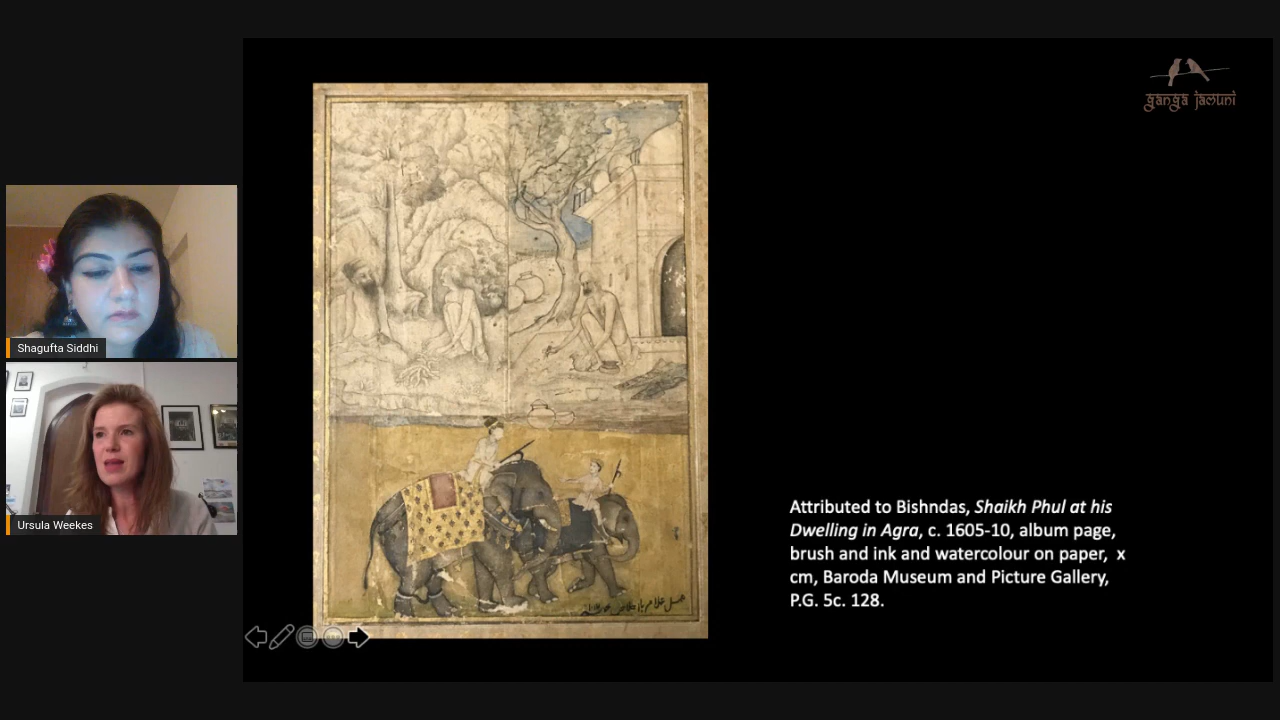 ganga jamuni
Shagufta Siddhi
Ursula Weekes
Attributed to Bishndas, Shaikh Phul at his
Dwelling in Agra, c. 1605-10, album page,
brush and ink and watercolour on paper, x
cm, Baroda Museum and Picture Gallery,
P.G. 5c. 128.